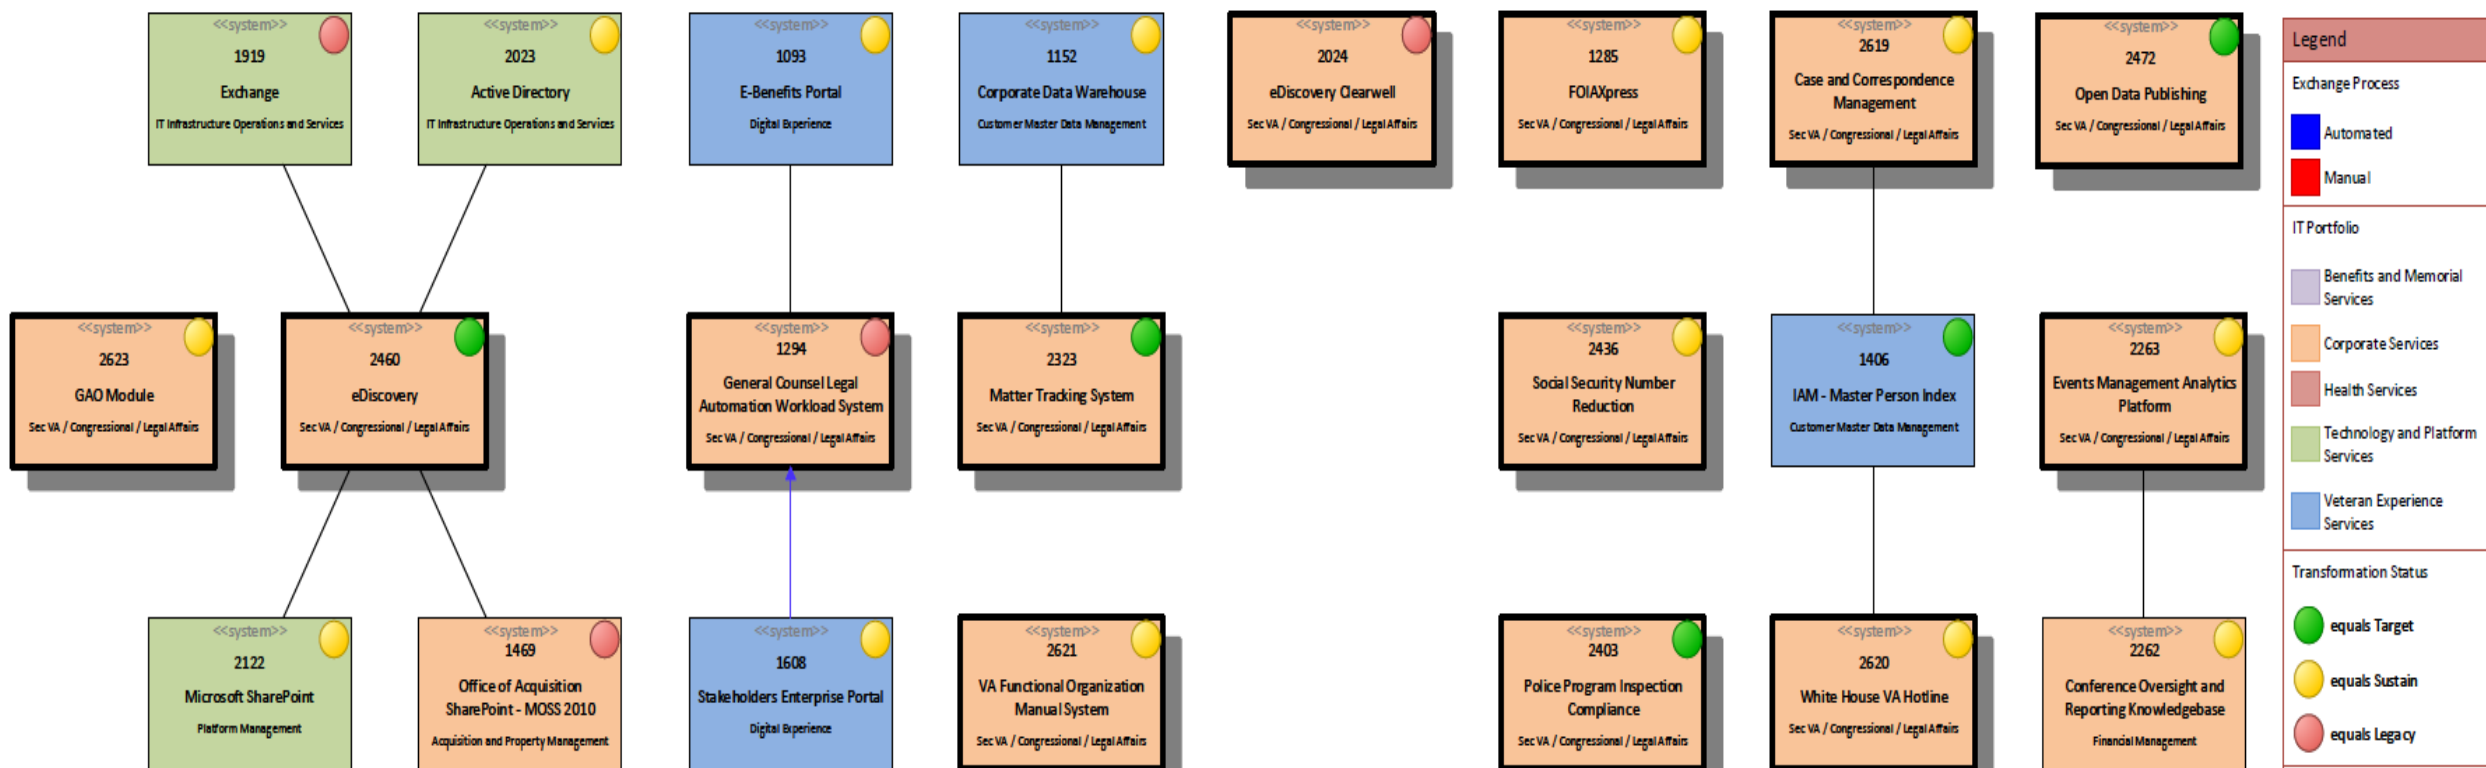 <<system>>
1919
Exchange
IT Infrastructure Operations and Services
<<system>>
2023
Active Directory
IT Infrastructure Operations and Services
<<system>>
1093
E-Benefits Portal
Digital Experience
<<system>>
1152
Corporate Data Warehouse
Customer Master Data Management
<<system>>
2024
eDiscovery Clearwell
Sec VA / Congressional / Legal Affairs
<<system>>
1285
FOIAXpress
Sec VA / Congressional / Legal Affairs
<<system>>
2619
Case and Correspondence
Management
Sec VA / Congressional / Legal Affairs
<<system>>
2472
Open Data Publishing
Sec VA / Congressional / Legal Affairs
<<system>>
2623
GAO Module
Sec VA / Congressional / Legal Affairs
<<system>>
2460
eDiscovery
Sec VA / Congressional / Legal Affairs
<<system>>
1294
General Counsel Legal
Automation Workload System
Sec VA / Congressional / Legal Affairs
<<system>>
2323
Matter Tracking System
Sec VA / Congressional / Legal Affairs
<<system>>
2436
Social Security Number
Reduction
Sec VA / Congressional / Legal Affairs
<<system>>
1406
IAM - Master Person Index
Customer Master Data Management
<<system>>
2263
Events Management Analytics
Platform
Sec VA / Congressional / Legal Affairs
<<system>>
2122
Microsoft SharePoint
Platform Management
<<system>>
1469
Office of Acquisition
SharePoint - MOSS 2010
Acquisition and Property Management
<<system>>
1608
Stakeholders Enterprise Portal
Digital Experience
<<system>>
2621
VA Functional Organization
Manual System
Sec VA / Congressional / Legal Affairs
<<system>>
2403
Police Program Inspection
Compliance
Sec VA / Congressional / Legal Affairs
<<system>>
2620
White House VA Hotline
Sec VA / Congressional / Legal Affairs
<<system>>
2262
Conference Oversight and
Reporting Knowledgebase
Financial Management
Legend
Exchange Process
Automated
Manual
IT Portfolio
Benefits and Memorial
Services
Corporate Services
Health Services
Technology and Platform
Services
Veteran Experience
Services
Transformation Status
equals Target
equals Sustain
equals Legacy